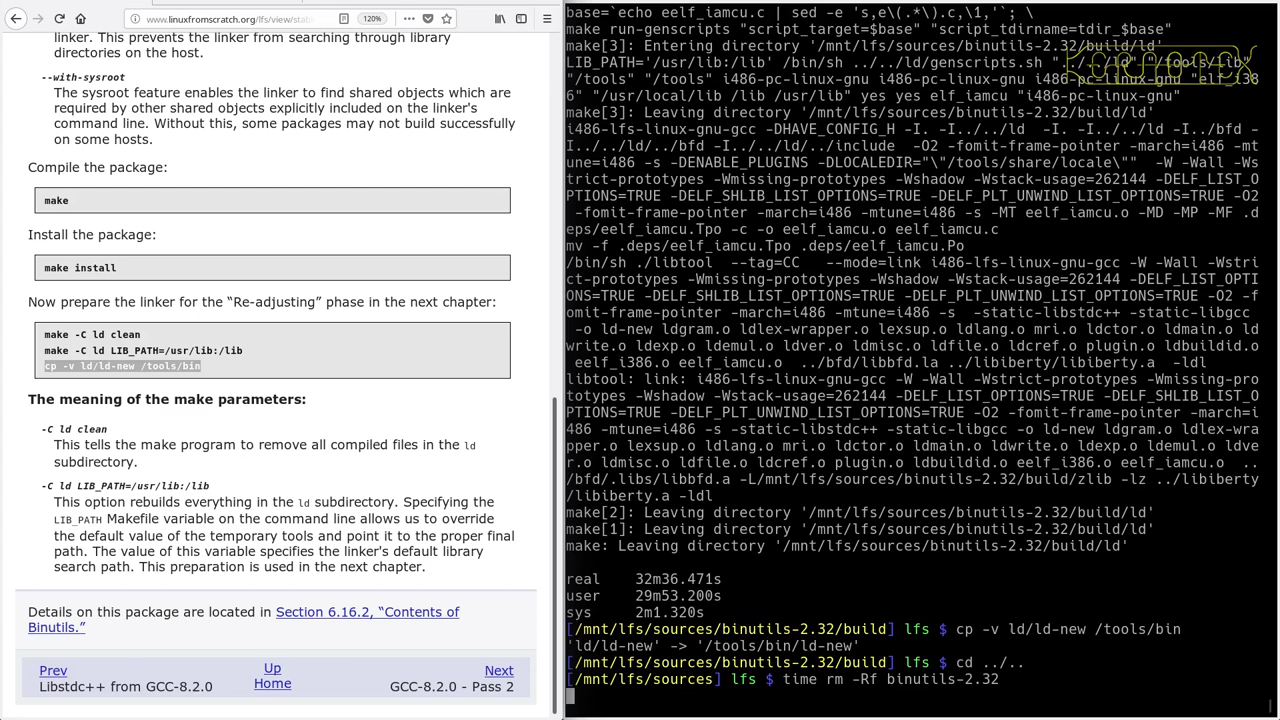 www.linuxfromscratch.org/lfs/view/stab
120%
linker. This prevents the linker from searching through library
directories on the host.
--with-sysroot
The sysroot feature enables the linker to find shared objects which are
required by other shared objects explicitly included on the linker's
command line. Without this, some packages may not build successfully
on some hosts.
Compile the package:
make
Install the package:
make install
Now prepare the linker for the “Re-adjusting” phase in the next chapter:
make -C ld clean
make -C ld LIB_PATH=/usr/lib:/lib
cp -v ld/ld-new /tools/bin
The meaning of the make parameters:
-C ld clean
This tells the make program to remove all compiled files in the ld
subdirectory.
-C ld LIB_PATH=/usr/lib:/lib
This option rebuilds everything in the ld subdirectory. Specifying the
LIB_PATH Makefile variable on the command line allows us to override
the default value of the temporary tools and point it to the proper final
path. The value of this variable specifies the linker's default library
search path. This preparation is used in the next chapter.
Details on this package are located in Section 6.16.2, “Contents of
Binutils.”
Prev
Up
Next
Libstdc++ from GCC-8.2.0
Home
GCC-8.2.0 - Pass 2
base=`echo eelf_iamcu.c | sed -e 's,e\(.*\).c,\1,'`; \
make run-genscripts "script_target=$base" "script_tdirname=tdir_$base"
make[3]: Entering directory '/mnt/lfs/sources/binutils-2.32/build/ld'
LIB_PATH='/usr/lib:/lib' /bin/sh ../../ld/genscripts.sh "../../ld" "/tools/lib"
"/tools" "/tools" i486-pc-linux-gnu i486-pc-linux-gnu i486-pc-linux-gnu "elf_i38
6" "/usr/local/lib /lib /usr/lib" yes yes elf_iamcu "i486-pc-linux-gnu"
make[3]: Leaving directory '/mnt/lfs/sources/binutils-2.32/build/ld'
i486-lfs-linux-gnu-gcc -DHAVE_CONFIG_H -I. -I../../ld  -I. -I../../ld -I../bfd -
I../../ld/../bfd -I../../ld/../include  -O2 -fomit-frame-pointer -march=i486 -mt
une=i486 -s -DENABLE_PLUGINS -DLOCALEDIR="\"/tools/share/locale\""  -W -Wall -Ws
trict-prototypes -Wmissing-prototypes -Wshadow -Wstack-usage=262144 -DELF_LIST_O
PTIONS=TRUE -DELF_SHLIB_LIST_OPTIONS=TRUE -DELF_PLT_UNWIND_LIST_OPTIONS=TRUE -O2
-fomit-frame-pointer -march=i486 -mtune=i486 -s -MT eelf_iamcu.o -MD -MP -MF .d
eps/eelf_iamcu.Tpo -c -o eelf_iamcu.o eelf_iamcu.c
mv -f .deps/eelf_iamcu.Tpo .deps/eelf_iamcu.Po
/bin/sh ./libtool  --tag=CC   --mode=link i486-lfs-linux-gnu-gcc -W -Wall -Wstri
ct-prototypes -Wmissing-prototypes -Wshadow -Wstack-usage=262144 -DELF_LIST_OPTI
ONS=TRUE -DELF_SHLIB_LIST_OPTIONS=TRUE -DELF_PLT_UNWIND_LIST_OPTIONS=TRUE -O2 -f
omit-frame-pointer -march=i486 -mtune=i486 -s  -static-libstdc++ -static-libgcc
-o ld-new ldgram.o ldlex-wrapper.o lexsup.o ldlang.o mri.o ldctor.o ldmain.o ld
write.o ldexp.o ldemul.o ldver.o ldmisc.o ldfile.o ldcref.o plugin.o ldbuildid.o
eelf_i386.o eelf_iamcu.o  ../bfd/libbfd.la ../libiberty/libiberty.a  -ldl
libtool: link: i486-lfs-linux-gnu-gcc -W -Wall -Wstrict-prototypes -Wmissing-pro
totypes -Wshadow -Wstack-usage=262144 -DELF_LIST_OPTIONS=TRUE -DELF_SHLIB_LIST_O
PTIONS=TRUE -DELF_PLT_UNWIND_LIST_OPTIONS=TRUE -O2 -fomit-frame-pointer -march=i
486 -mtune=i486 -s -static-libstdc++ -static-libgcc -o ld-new ldgram.o ldlex-wra
pper.o lexsup.o ldlang.o mri.o ldctor.o ldmain.o ldwrite.o ldexp.o ldemul.o ldve
r.o ldmisc.o ldfile.o ldcref.o plugin.o ldbuildid.o eelf_i386.o eelf_iamcu.o  ..
/bfd/.libs/libbfd.a -L/mnt/lfs/sources/binutils-2.32/build/zlib -lz ../libiberty
/libiberty.a -ldl
make[2]: Leaving directory '/mnt/lfs/sources/binutils-2.32/build/ld'
make[1]: Leaving directory '/mnt/lfs/sources/binutils-2.32/build/ld'
make: Leaving directory '/mnt/lfs/sources/binutils-2.32/build/ld'
real    32m36.471s
user    29m53.200s
sys     2m1.320s
[/mnt/lfs/sources/binutils-2.32/build] lfs $ cp -v ld/ld-new /tools/bin
'ld/ld-new' -> '/tools/bin/ld-new'
[/mnt/lfs/sources/binutils-2.32/build] lfs $ cd ../..
[/mnt/lfs/sources] lfs $ time rm -Rf binutils-2.32